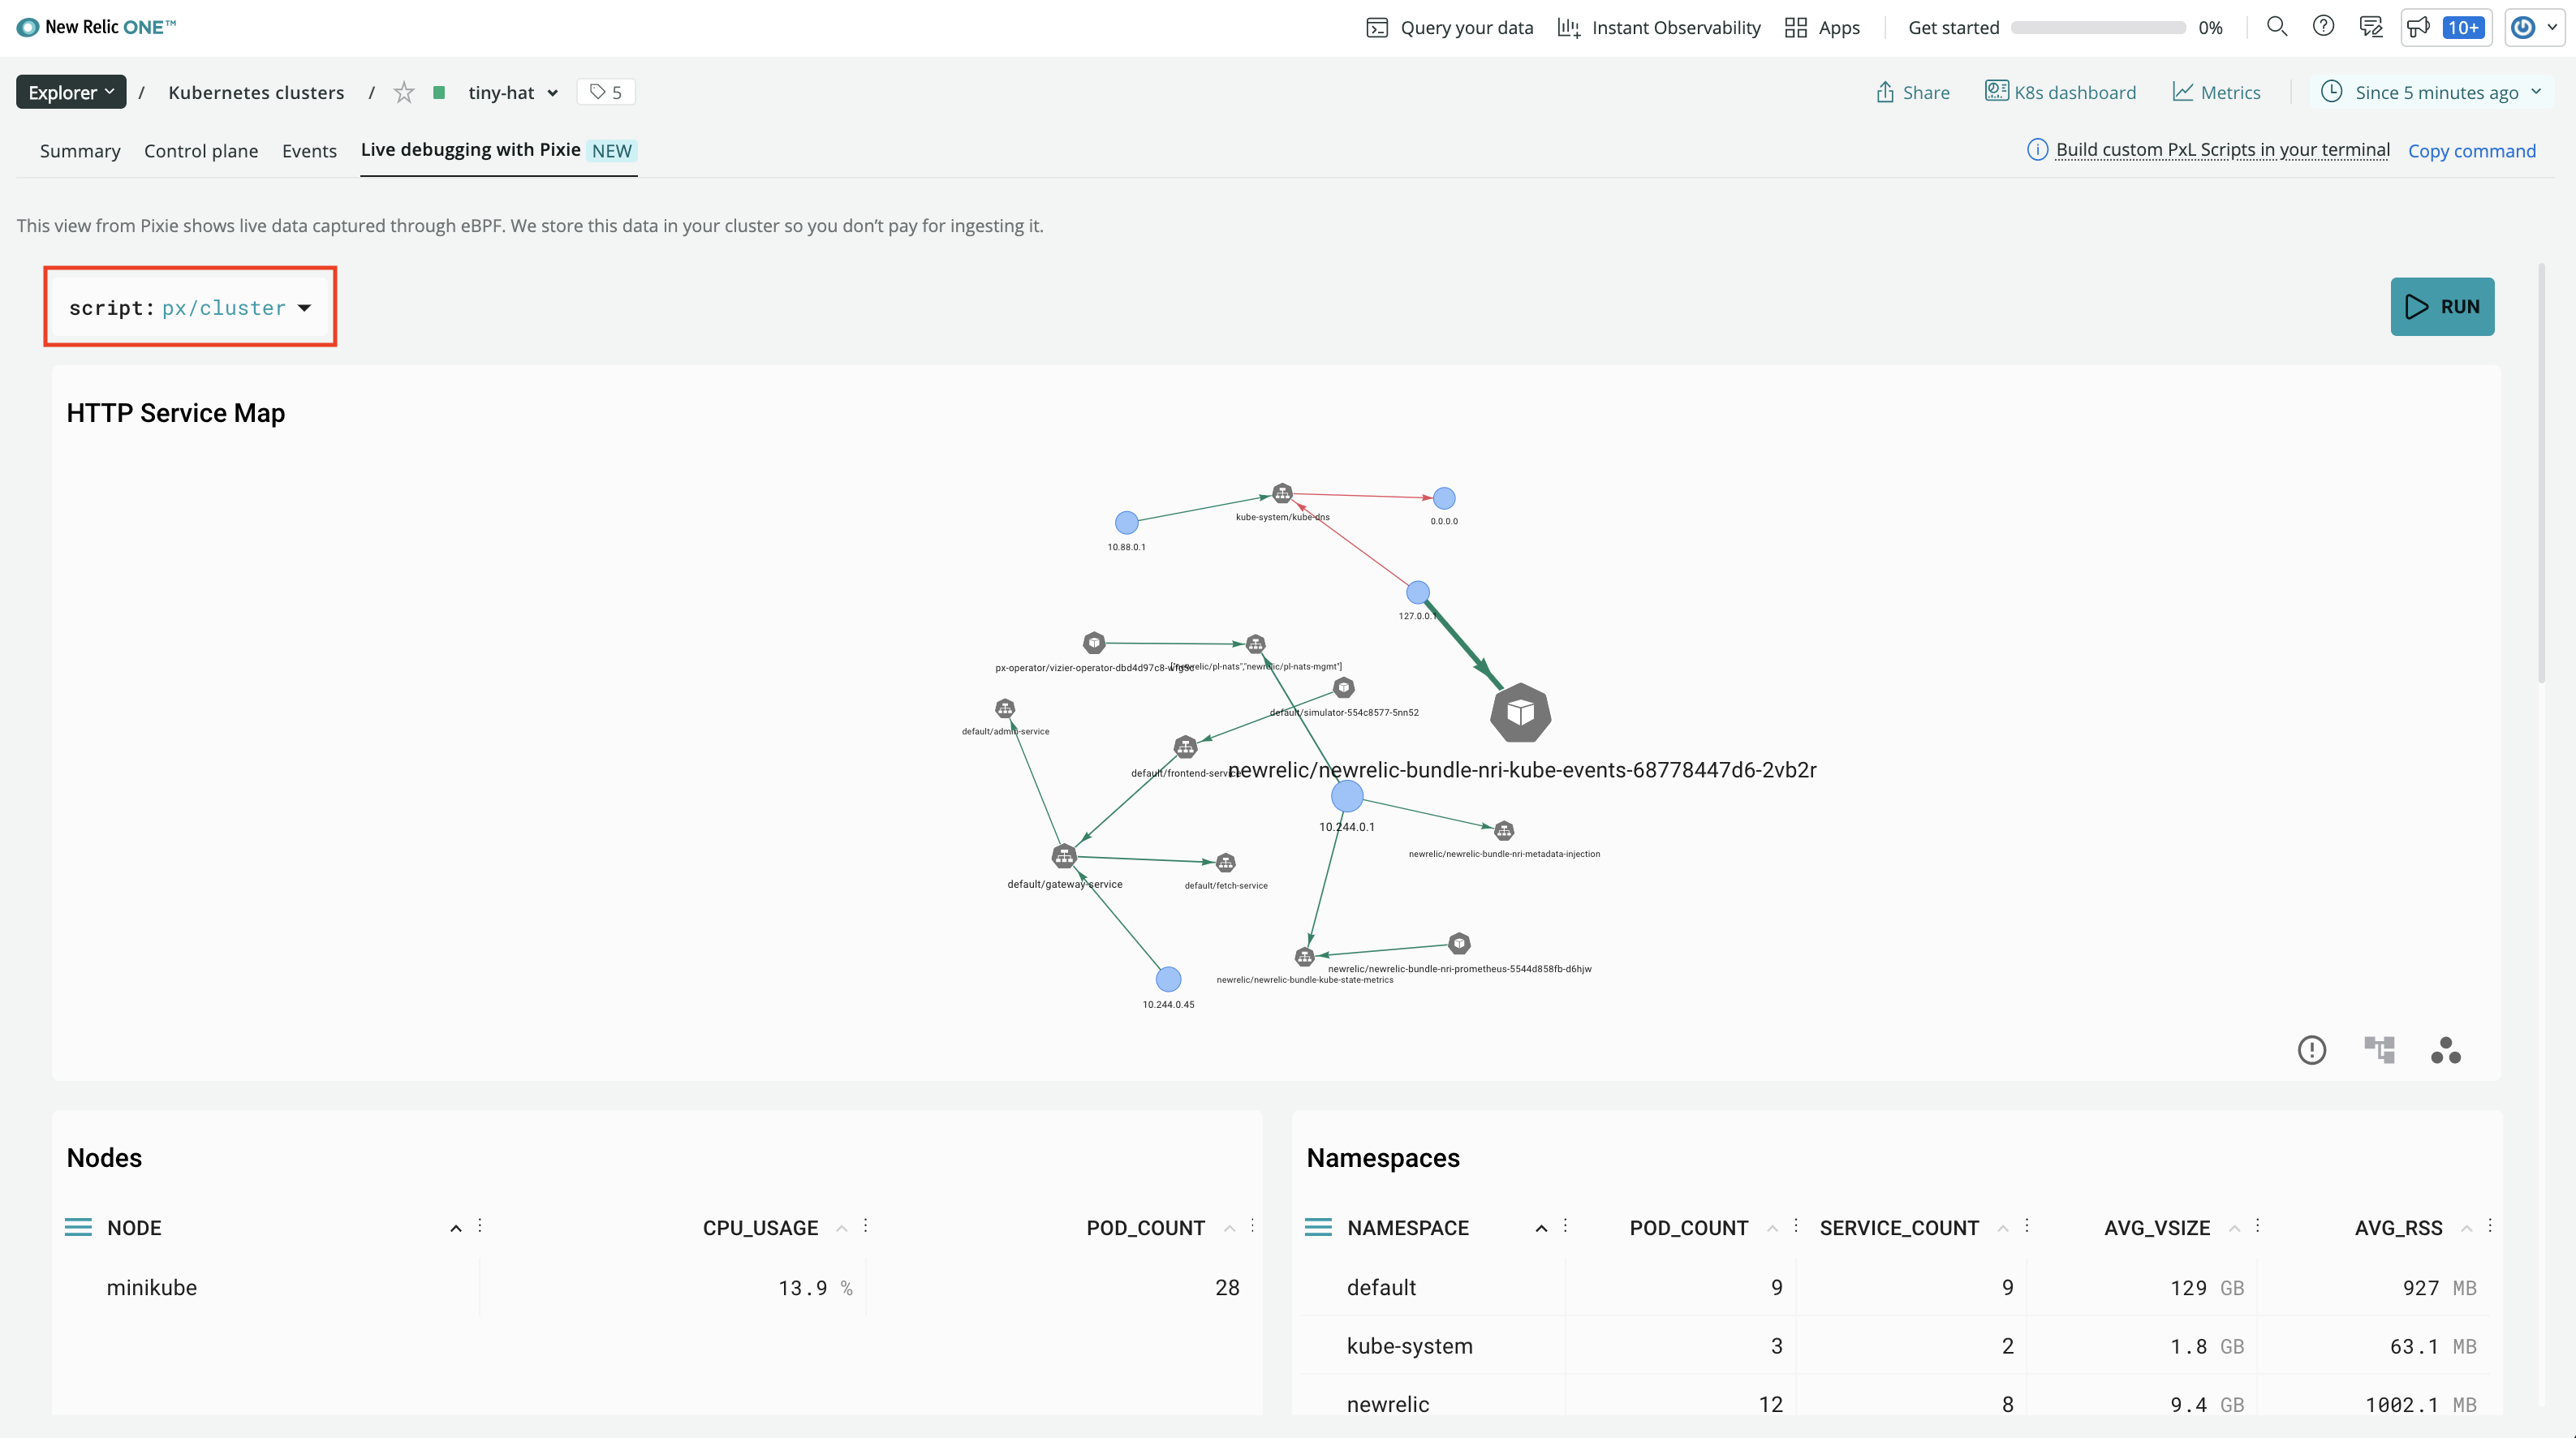 New Relic ONE™
Query your data
Instant Observability
Apps
Get started
0%
10+
Explorer / Kubernetes clusters / tiny-hat
5
Share
K8s dashboard
Metrics
Since 5 minutes ago
Summary
Control plane
Events
Live debugging with Pixie NEW
Build custom PxL Scripts in your terminal
Copy command
This view from Pixie shows live data captured through eBPF. We store this data in your cluster so you don’t pay for ingesting it.
script: px/cluster
RUN
HTTP Service Map
kube-system/kube-dns
0.0.0.0
10.88.0.1
127.0.0.1
["newrelic/pl-nats","newrelic/pl-nats-mgmt"]
default/simulator-554c8577-5nn52
default/admin-service
default/frontend-service
newrelic/newrelic-bundle-nri-kube-events-68778447d6-2vb2r
10.244.0.1
newrelic/newrelic-bundle-nri-metadata-injection
default/gateway-service
default/fetch-service
newrelic/newrelic-bundle-nri-prometheus-5544d858fb-d6hjw
newrelic/newrelic-bundle-kube-state-metrics
10.244.0.45
Nodes
NODE CPU_USAGE POD_COUNT
minikube 13.9 % 28
Namespaces
NAMESPACE POD_COUNT SERVICE_COUNT AVG_VSIZE AVG_RSS
default 9 9 129 GB 927 MB
kube-system 3 2 1.8 GB 63.1 MB
newrelic 12 8 9.4 GB 1002.1 MB